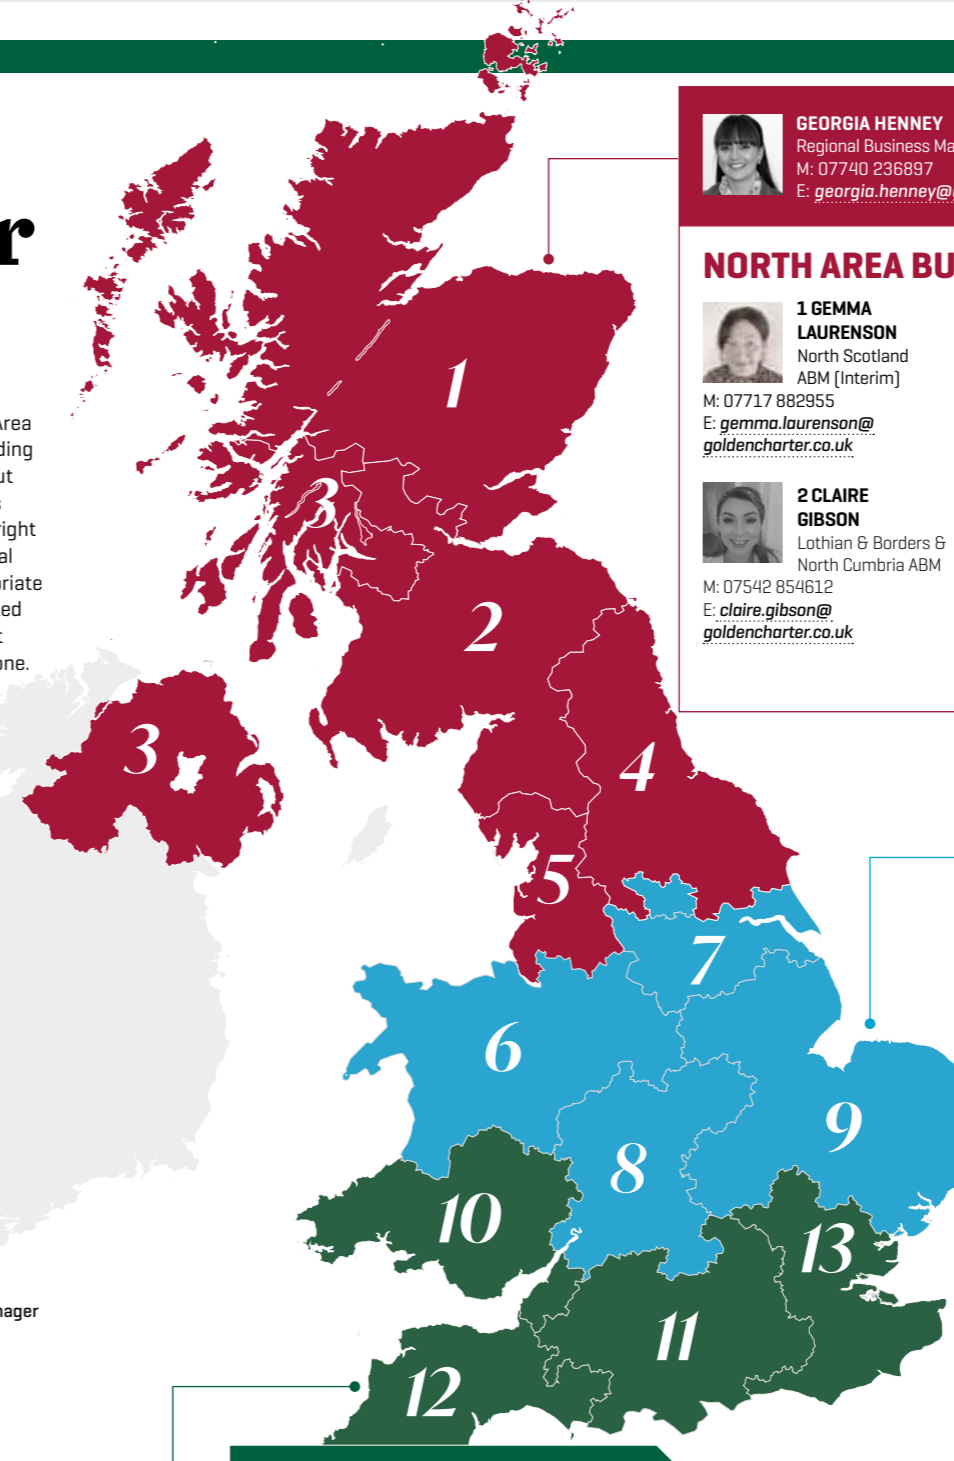 r
Area
ding
ut
s
right
al
riate
ed
t
one.
nager
GEORGIA HENNEY
Regional Business Ma
M: 07740 236897
E: georgia.henney@
NORTH AREA BU
1 GEMMA
LAURENSON
North Scotland
ABM (Interim)
M: 07717 882955
E: gemma.laurenson@
goldencharter.co.uk
2 CLAIRE
GIBSON
Lothian & Borders &
North Cumbria ABM
M: 07542 854612
E: claire.gibson@
goldencharter.co.uk
1
3
2
3
4
5
7
6
9
8
10
13
11
12